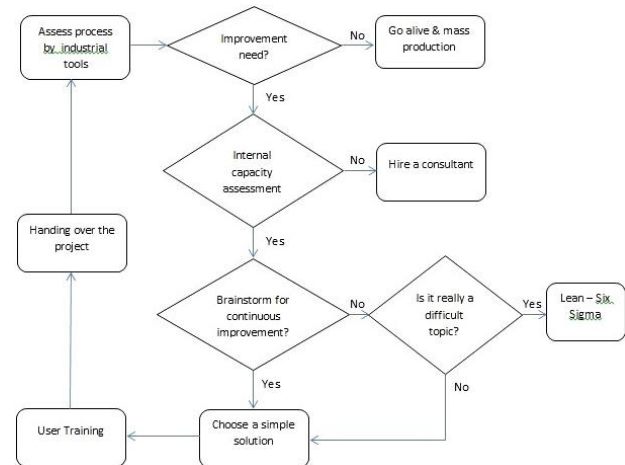 Assess process
by industrial
tools
Improvement
need?
No
Go alive & mass
production
Yes
Internal
capacity
assessment
No
Hire a consultant
Yes
Handing over the
project
Brainstorm for
continuous
improvement?
No
Is it really a
difficult
topic?
Yes
Lean – Six
Sigma
Yes
No
User Training
Choose a simple
solution